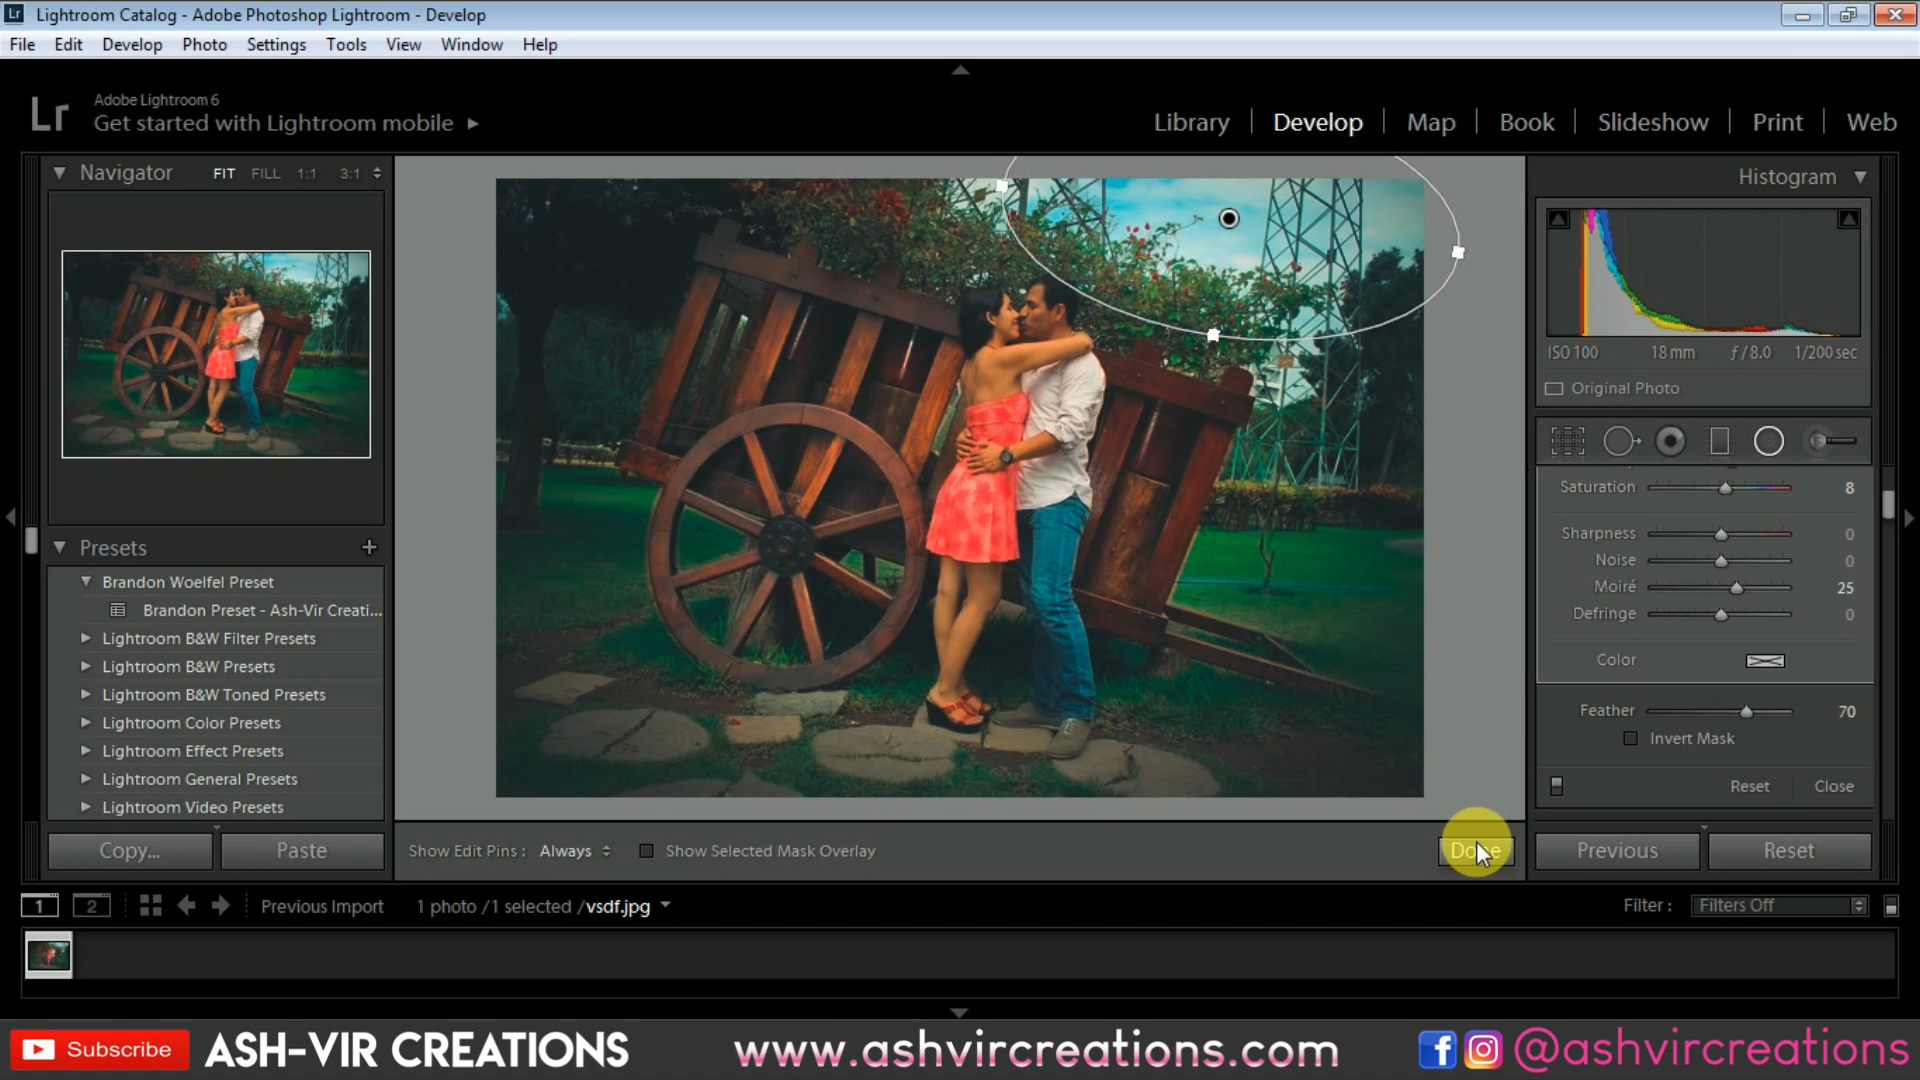 Lr Lightroom Catalog - Adobe Photoshop Lightroom - Develop
File Edit Develop Photo Settings Tools View Window Help
Lr
Adobe Lightroom 6
Get started with Lightroom mobile
Library Develop Map Book Slideshow Print Web
Navigator FIT FILL 1:1 3:1
Presets +
Brandon Woelfel Preset
Brandon Preset - Ash-Vir Creati...
Lightroom B&W Filter Presets
Lightroom B&W Presets
Lightroom B&W Toned Presets
Lightroom Color Presets
Lightroom Effect Presets
Lightroom General Presets
Lightroom Video Presets
Copy... Paste
Show Edit Pins : Always Show Selected Mask Overlay
Done
Histogram
ISO 100 18 mm ƒ / 8.0 1/200 sec
Original Photo
Saturation 8
Sharpness 0
Noise 0
Moiré 25
Defringe 0
Color
Feather 70
Invert Mask
Reset Close
Previous Reset
1 2 Previous Import 1 photo /1 selected /vsdf.jpg
Filter : Filters Off
Subscribe ASH-VIR CREATIONS www.ashvircreations.com @ashvircreations